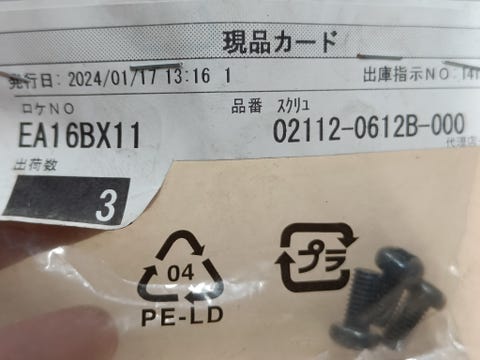 現品カード
発行日: 2024/01/17 13:16 1
出庫指示NO:
ロケNO
品番 スクリュ
EA16BX11
02112-0612B-000
代理店
出荷数
3
04
PE-LD
プラ